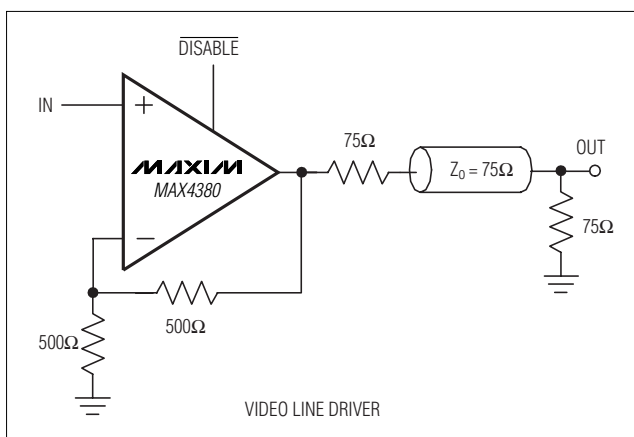 DISABLE
IN
+
MAXIM
MAX4380
−
75Ω
Z0 = 75Ω
OUT
75Ω
500Ω
500Ω
VIDEO LINE DRIVER